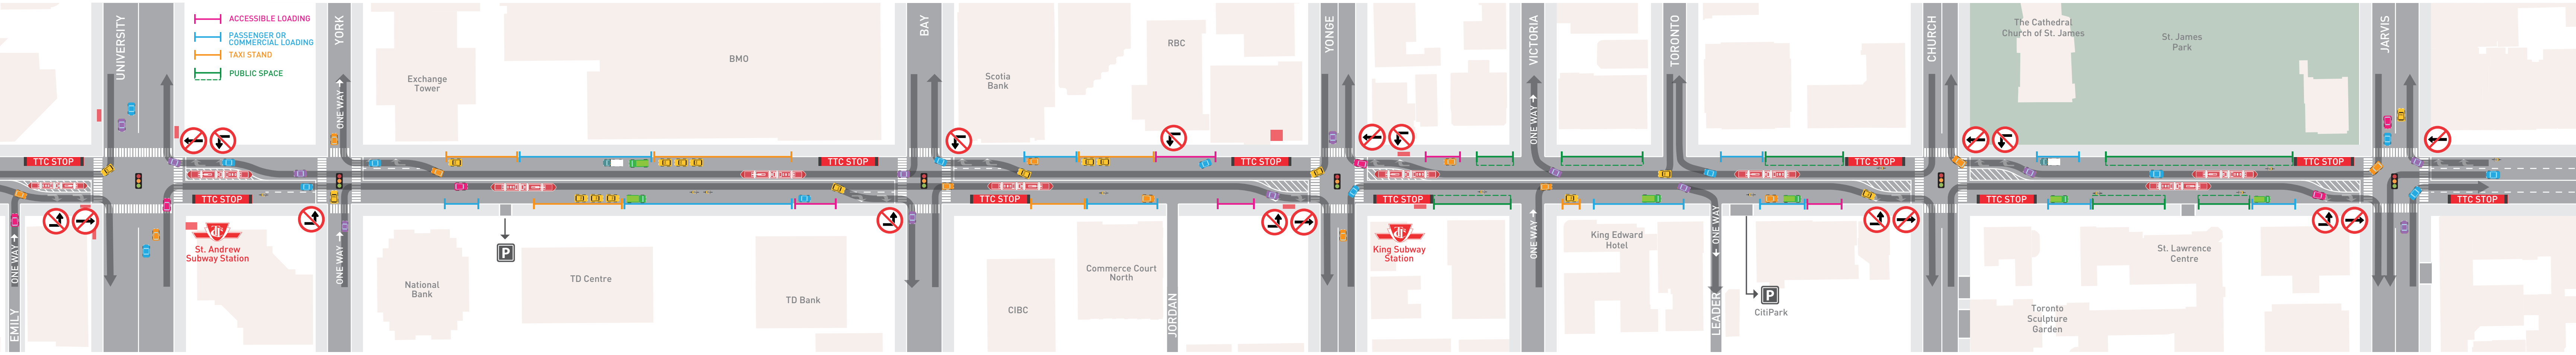 UNIVERSITY
ACCESSIBLE LOADING
PASSENGER OR
COMMERCIAL LOADING
TAXI STAND
PUBLIC SPACE
YORK
ONE WAY
Exchange
Tower
BMO
BAY
Scotia
Bank
RBC
YONGE
VICTORIA
ONE WAY
TORONTO
CHURCH
The Cathedral
Church of St. James
St. James
Park
JARVIS
TTC STOP
TTC STOP
TTC STOP
TTC STOP
TTC STOP
TTC STOP
TTC STOP
TTC STOP
TTC STOP
TTC STOP
EMILY
ONE WAY
St. Andrew
Subway Station
ONE WAY
National
Bank
P
TD Centre
TD Bank
CIBC
Commerce Court
North
JORDAN
King Subway
Station
ONE WAY
King Edward
Hotel
LEADER
ONE WAY
P
CitiPark
Toronto
Sculpture
Garden
St. Lawrence
Centre